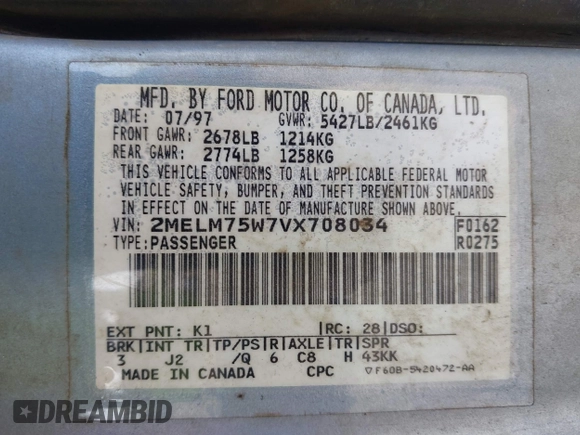 MFD. BY FORD MOTOR CO. OF CANADA, LTD.
DATE: 07/97 GVWR: 5427LB/2461KG
FRONT GAWR: 2678LB 1214KG
REAR GAWR: 2774LB 1258KG
THIS VEHICLE CONFORMS TO ALL APPLICABLE FEDERAL MOTOR
VEHICLE SAFETY, BUMPER, AND THEFT PREVENTION STANDARDS
IN EFFECT ON THE DATE OF MANUFACTURE SHOWN ABOVE.
VIN: 2MELM75W7VX708034 F0162
TYPE: PASSENGER R0275
EXT PNT: K1 RC: 28 DSO:
BRK INT TR TP/PS R AXLE TR SPR
3 J2 /Q 6 C8 H 43KK
MADE IN CANADA CPC ▽F60B-5420472-AA
DREAMBID